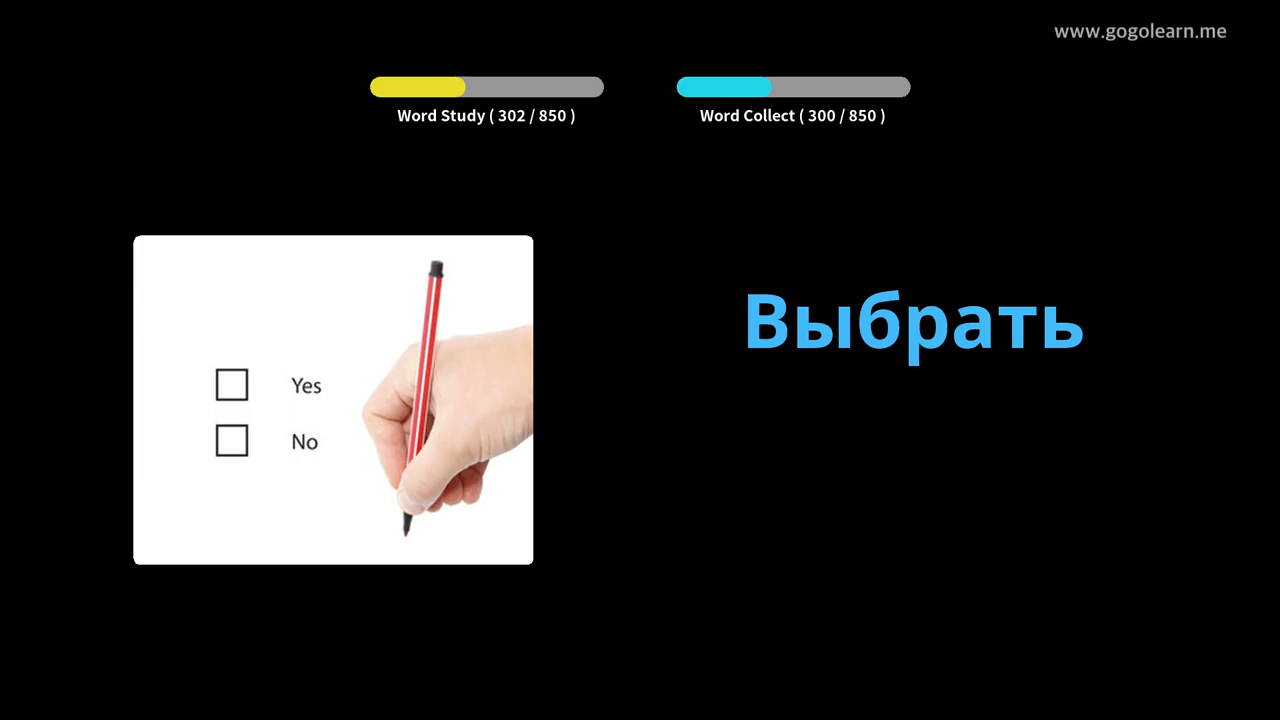 www.gogolearn.me
Word Study ( 302 / 850 )
Word Collect ( 300 / 850 )
Выбрать
Yes
No